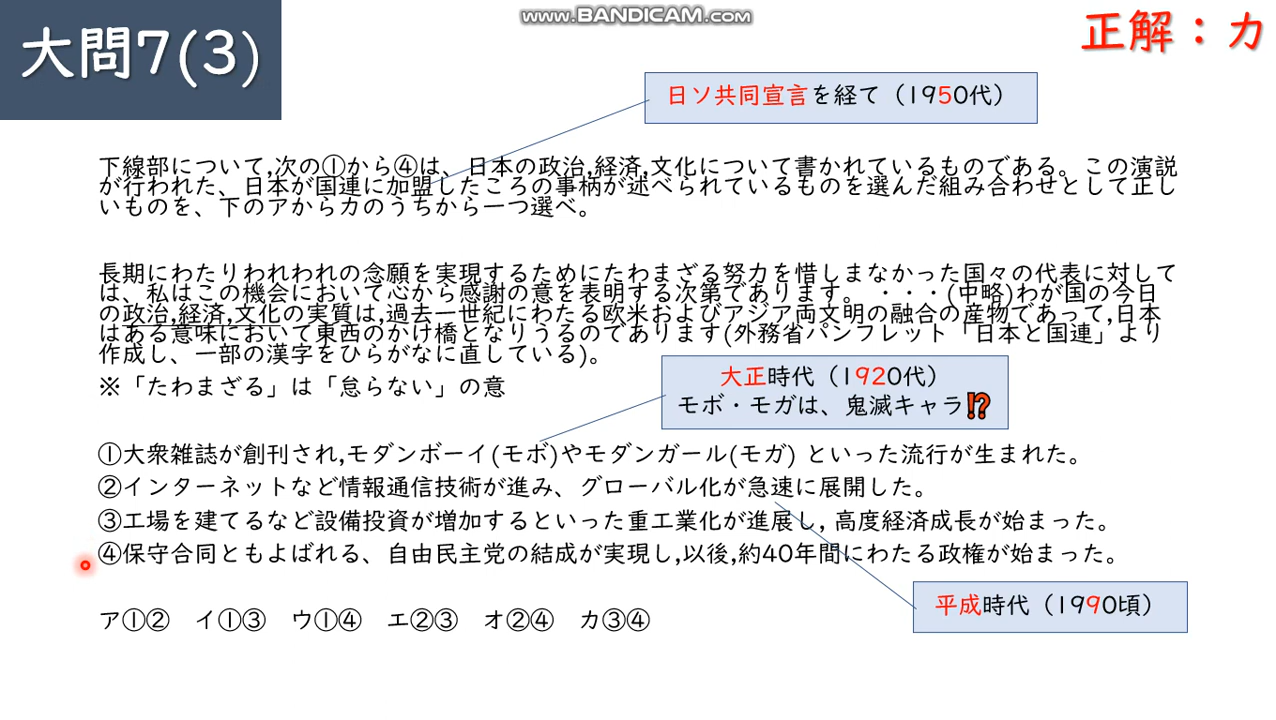 www.BANDICAM.com
大問7(3)
正解：カ
日ソ共同宣言を経て（1950代）
下線部について,次の①から④は、日本の政治,経済,文化について書かれているものである。この演説
が行われた、日本が国連に加盟したころの事柄が述べられているものを選んだ組み合わせとして正し
いものを、下のアからカのうちから一つ選べ。
長期にわたりわれわれの念願を実現するためにたわまざる努力を惜しまなかった国々の代表に対して
は、私はこの機会において心から感謝の意を表明する次第であります。・・・(中略)わが国の今日
の政治,経済,文化の実質は,過去一世紀にわたる欧米およびアジア両文明の融合の産物であって,日本
はある意味において東西のかけ橋となりうるのであります(外務省パンフレット「日本と国連」より
作成し、一部の漢字をひらがなに直している)。
※「たわまざる」は「怠らない」の意
大正時代（1920代）
モボ・モガは、鬼滅キャラ⁉
①大衆雑誌が創刊され,モダンボーイ(モボ)やモダンガール(モガ) といった流行が生まれた。
②インターネットなど情報通信技術が進み、グローバル化が急速に展開した。
③工場を建てるなど設備投資が増加するといった重工業化が進展し, 高度経済成長が始まった。
④保守合同ともよばれる、自由民主党の結成が実現し,以後,約40年間にわたる政権が始まった。
平成時代（1990頃）
ア①②　イ①③　ウ①④　エ②③　オ②④　カ③④